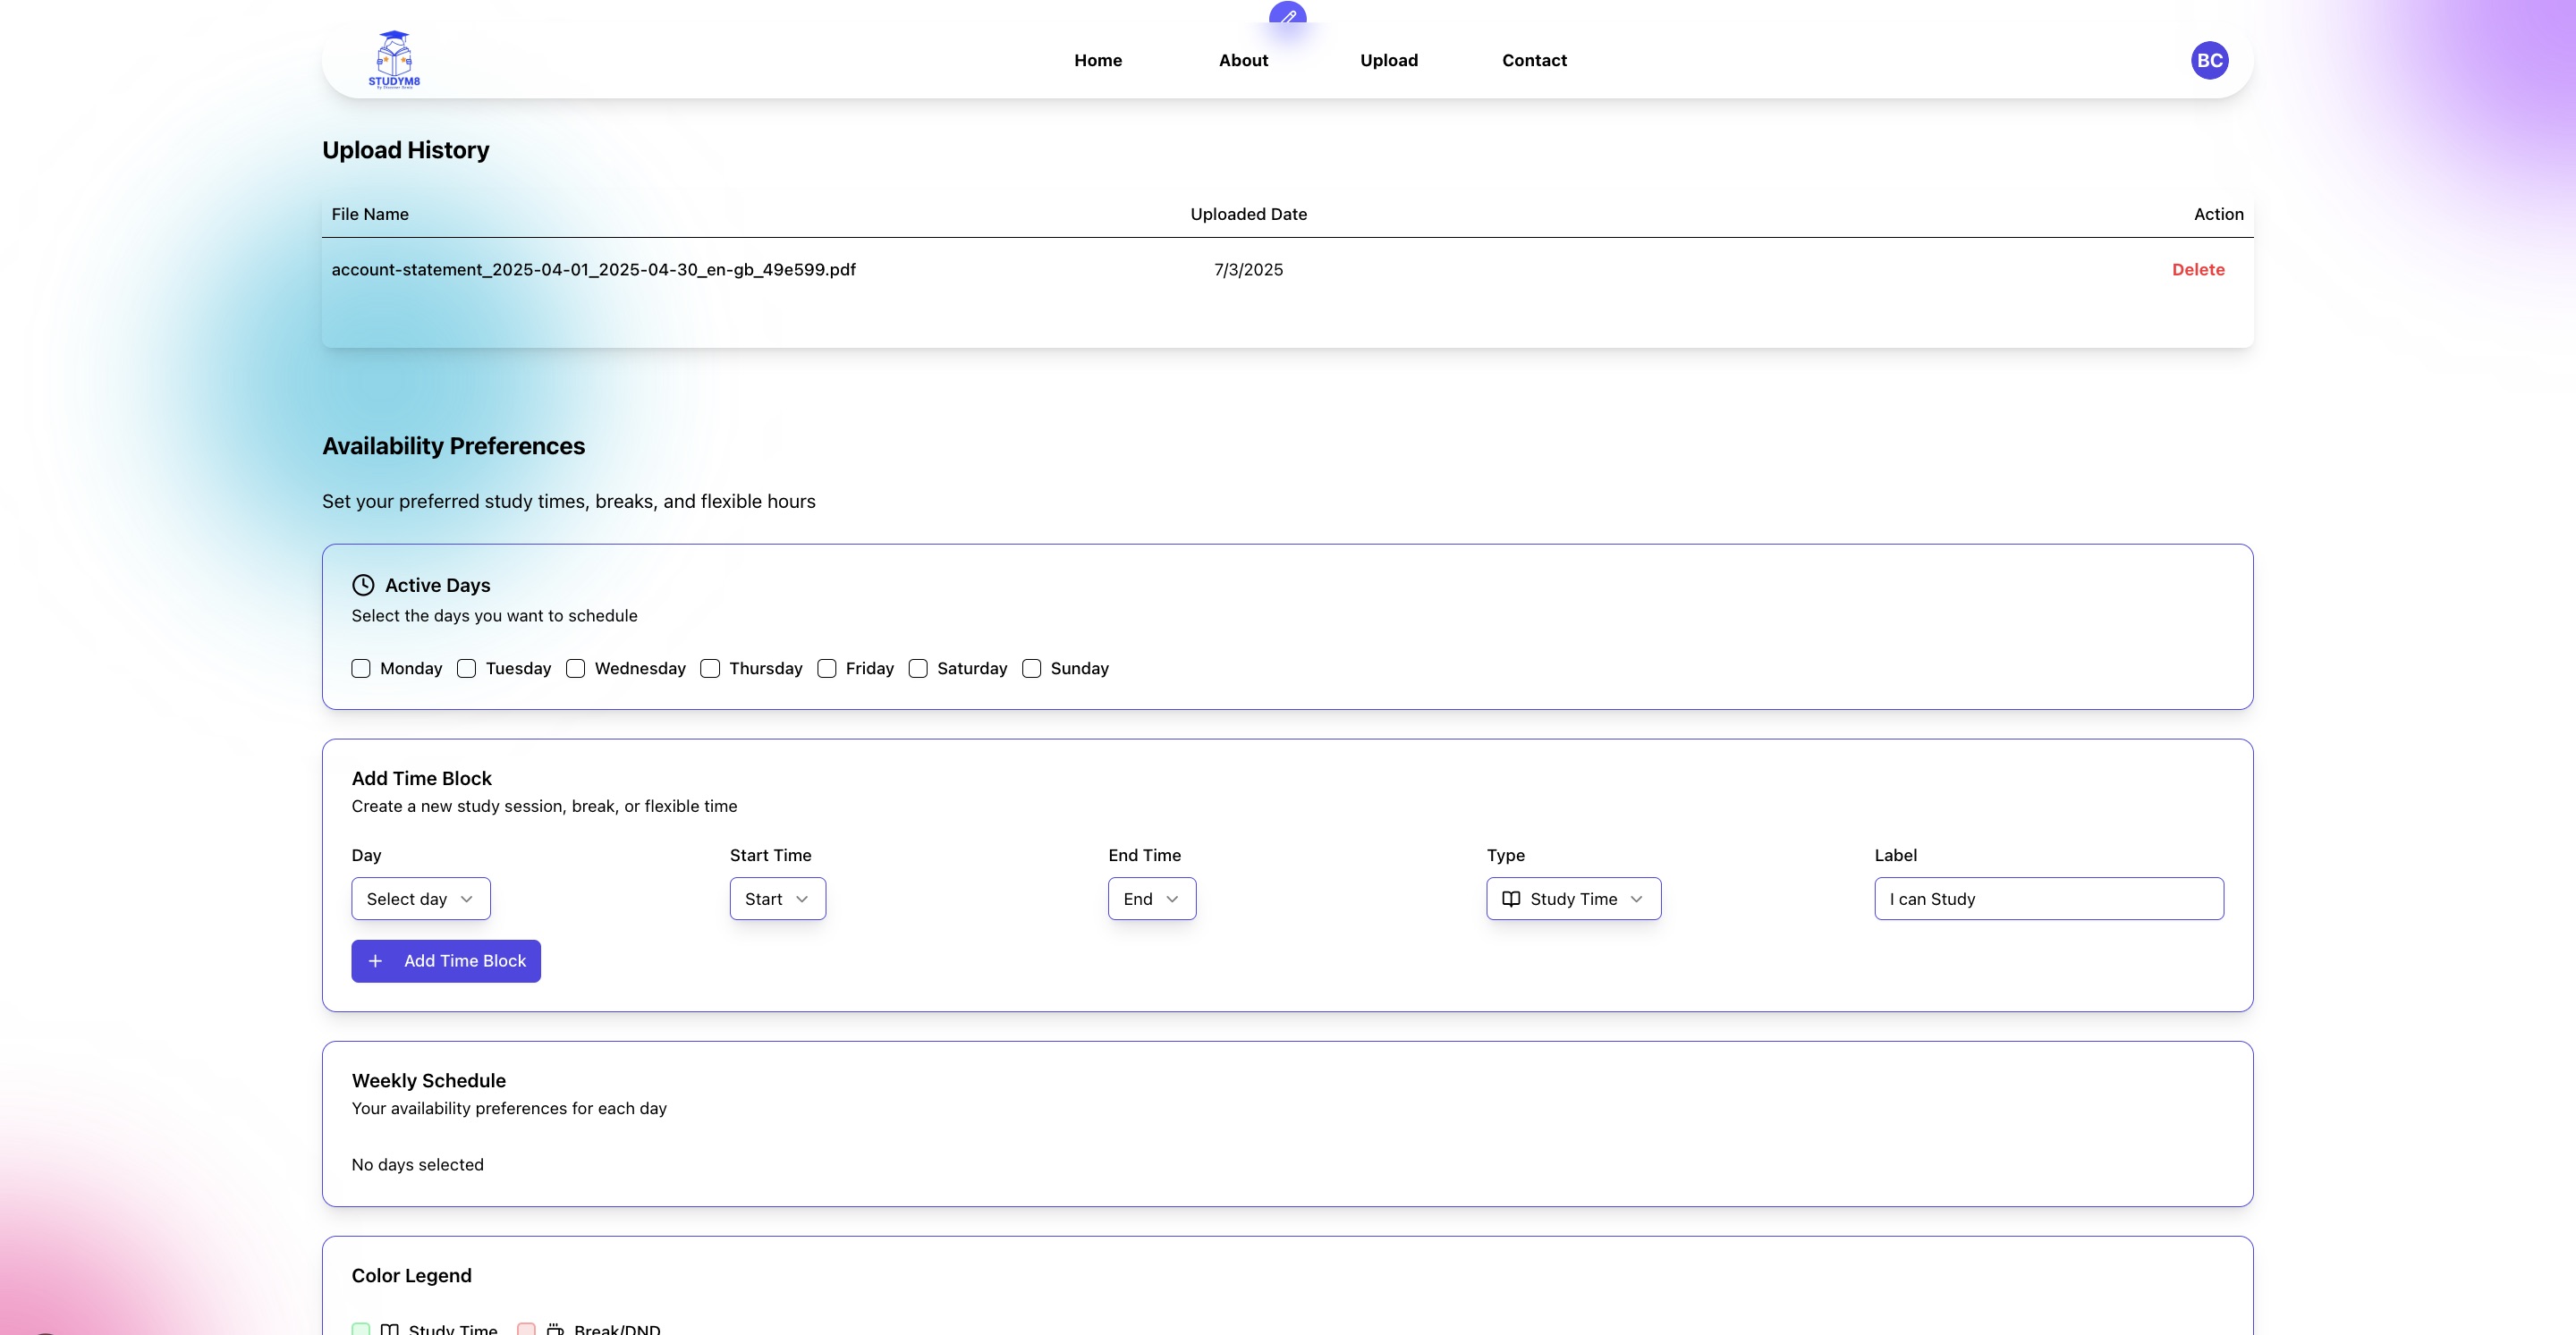 STUDYM8
Home About Upload Contact BC
Upload History
File Name Uploaded Date Action
account-statement_2025-04-01_2025-04-30_en-gb_49e599.pdf 7/3/2025 Delete
Availability Preferences
Set your preferred study times, breaks, and flexible hours
Active Days
Select the days you want to schedule
Monday Tuesday Wednesday Thursday Friday Saturday Sunday
Add Time Block
Create a new study session, break, or flexible time
Day Start Time End Time Type Label
Select day Start End Study Time I can Study
+ Add Time Block
Weekly Schedule
Your availability preferences for each day
No days selected
Color Legend
Study Time Break/DND